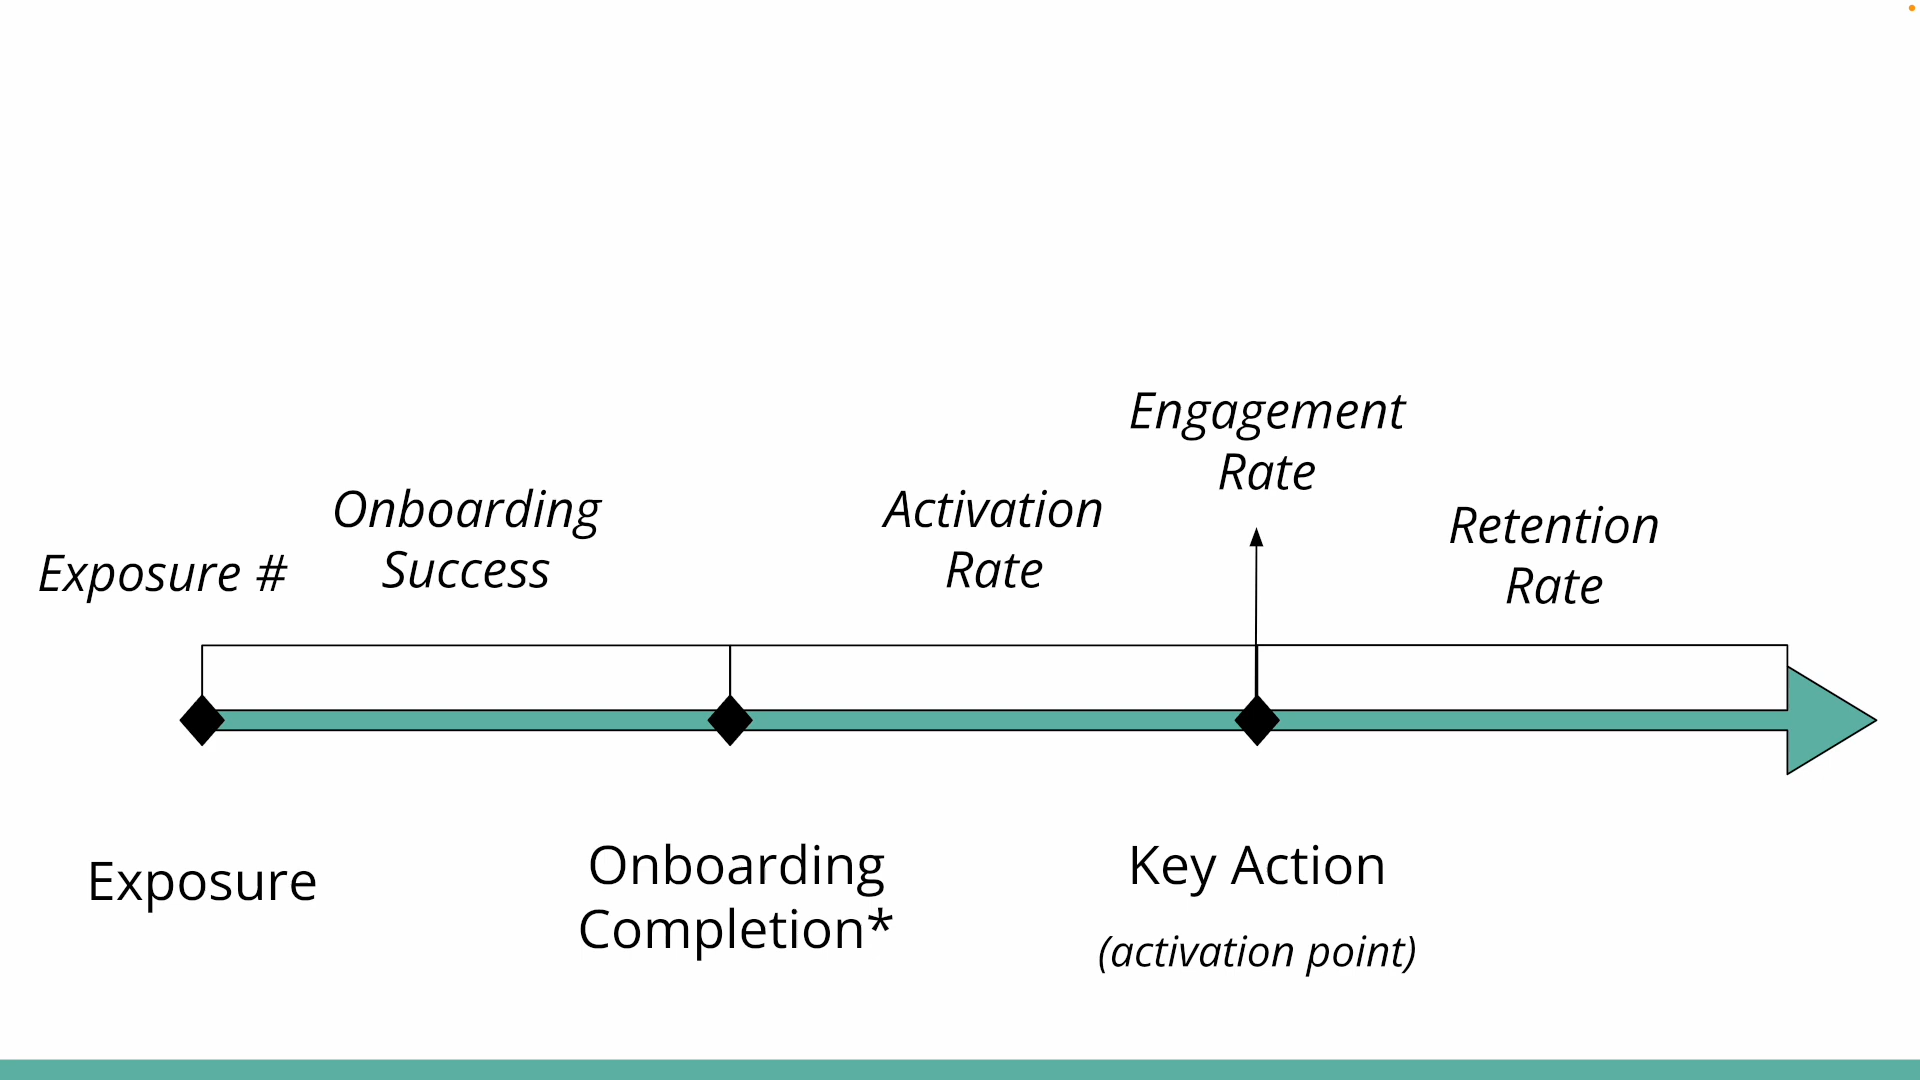 Engagement
Rate
Onboarding
Success
Activation
Rate
Retention
Rate
Exposure #
Exposure
Onboarding
Completion*
Key Action
(activation point)